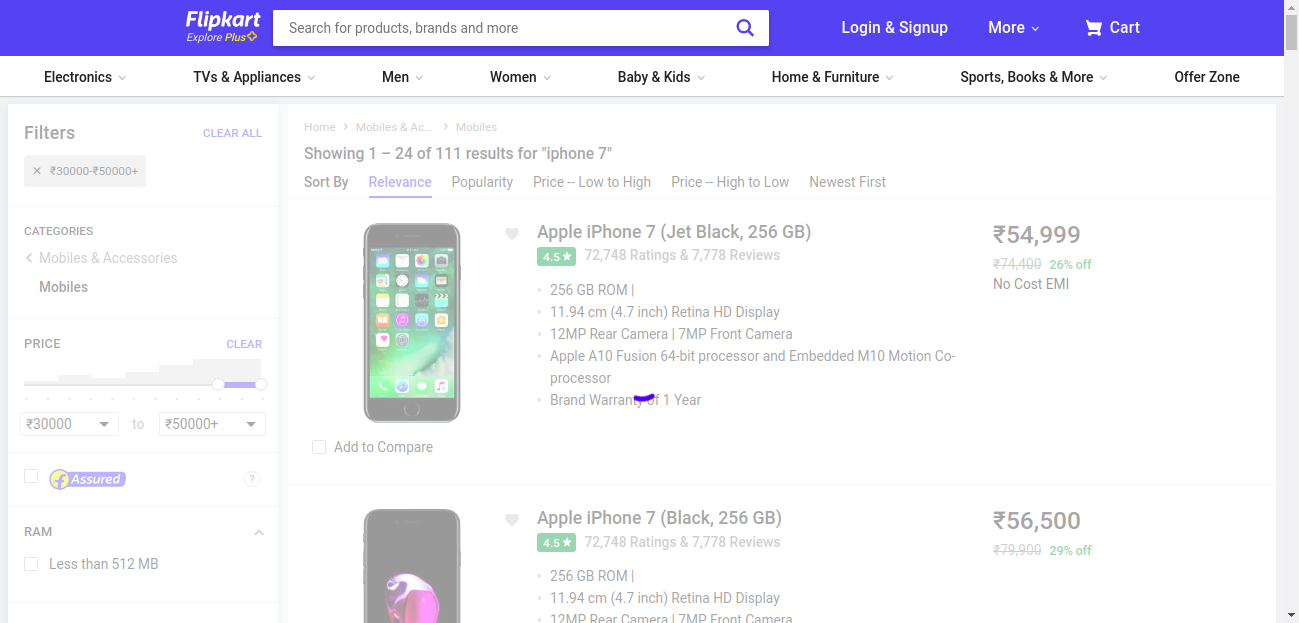 Flipkart
Explore Plus
Search for products, brands and more
Login & Signup
More
Cart
Electronics
TVs & Appliances
Men
Women
Baby & Kids
Home & Furniture
Sports, Books & More
Offer Zone
Filters
CLEAR ALL
✕ ₹30000-₹50000+
CATEGORIES
Mobiles & Accessories
Mobiles
PRICE
CLEAR
₹30000
to
₹50000+
Assured
?
RAM
Less than 512 MB
Home
Mobiles & Ac...
Mobiles
Showing 1 – 24 of 111 results for "iphone 7"
Sort By
Relevance
Popularity
Price -- Low to High
Price -- High to Low
Newest First
Apple iPhone 7 (Jet Black, 256 GB)
4.5 ★
72,748 Ratings & 7,778 Reviews
256 GB ROM |
11.94 cm (4.7 inch) Retina HD Display
12MP Rear Camera | 7MP Front Camera
Apple A10 Fusion 64-bit processor and Embedded M10 Motion Co-
processor
Brand Warranty of 1 Year
₹54,999
₹74,400 26% off
No Cost EMI
Add to Compare
Apple iPhone 7 (Black, 256 GB)
4.5 ★
72,748 Ratings & 7,778 Reviews
256 GB ROM |
11.94 cm (4.7 inch) Retina HD Display
12MP Rear Camera | 7MP Front Camera
₹56,500
₹79,900 29% off